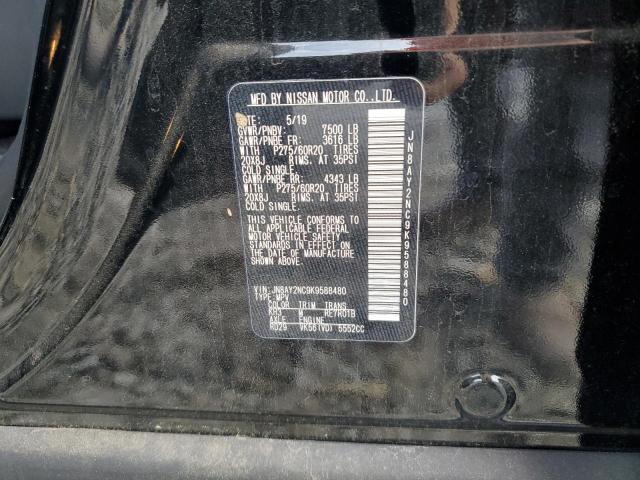 MFD BY NISSAN MOTOR CO.,LTD.
5/19
GVWR/PNBV: 7500 LB
GAWR/PNBE FR: 3616 LB
WITH P275/60R20 TIRES
20X8J RIMS, AT 35PSI
COLD SINGLE.
GAWR/PNBE RR: 4343 LB
WITH P275/60R20 TIRES
20X8J RIMS, AT 35PSI
COLD SINGLE.
THIS VEHICLE CONFORMS TO
ALL APPLICABLE FEDERAL
MOTOR VEHICLE SAFETY
STANDARDS IN EFFECT ON
THE DATE OF MANUFACTURE
SHOWN ABOVE.
VIN: JN8AY2NC9K9588480
TYPE: MPV
COLOR TRIM TRANS
KH3 M RE7R01B
AXLE ENGINE
RD29 VK56(VD) 5552CC
JN8AY2NC9K9588480